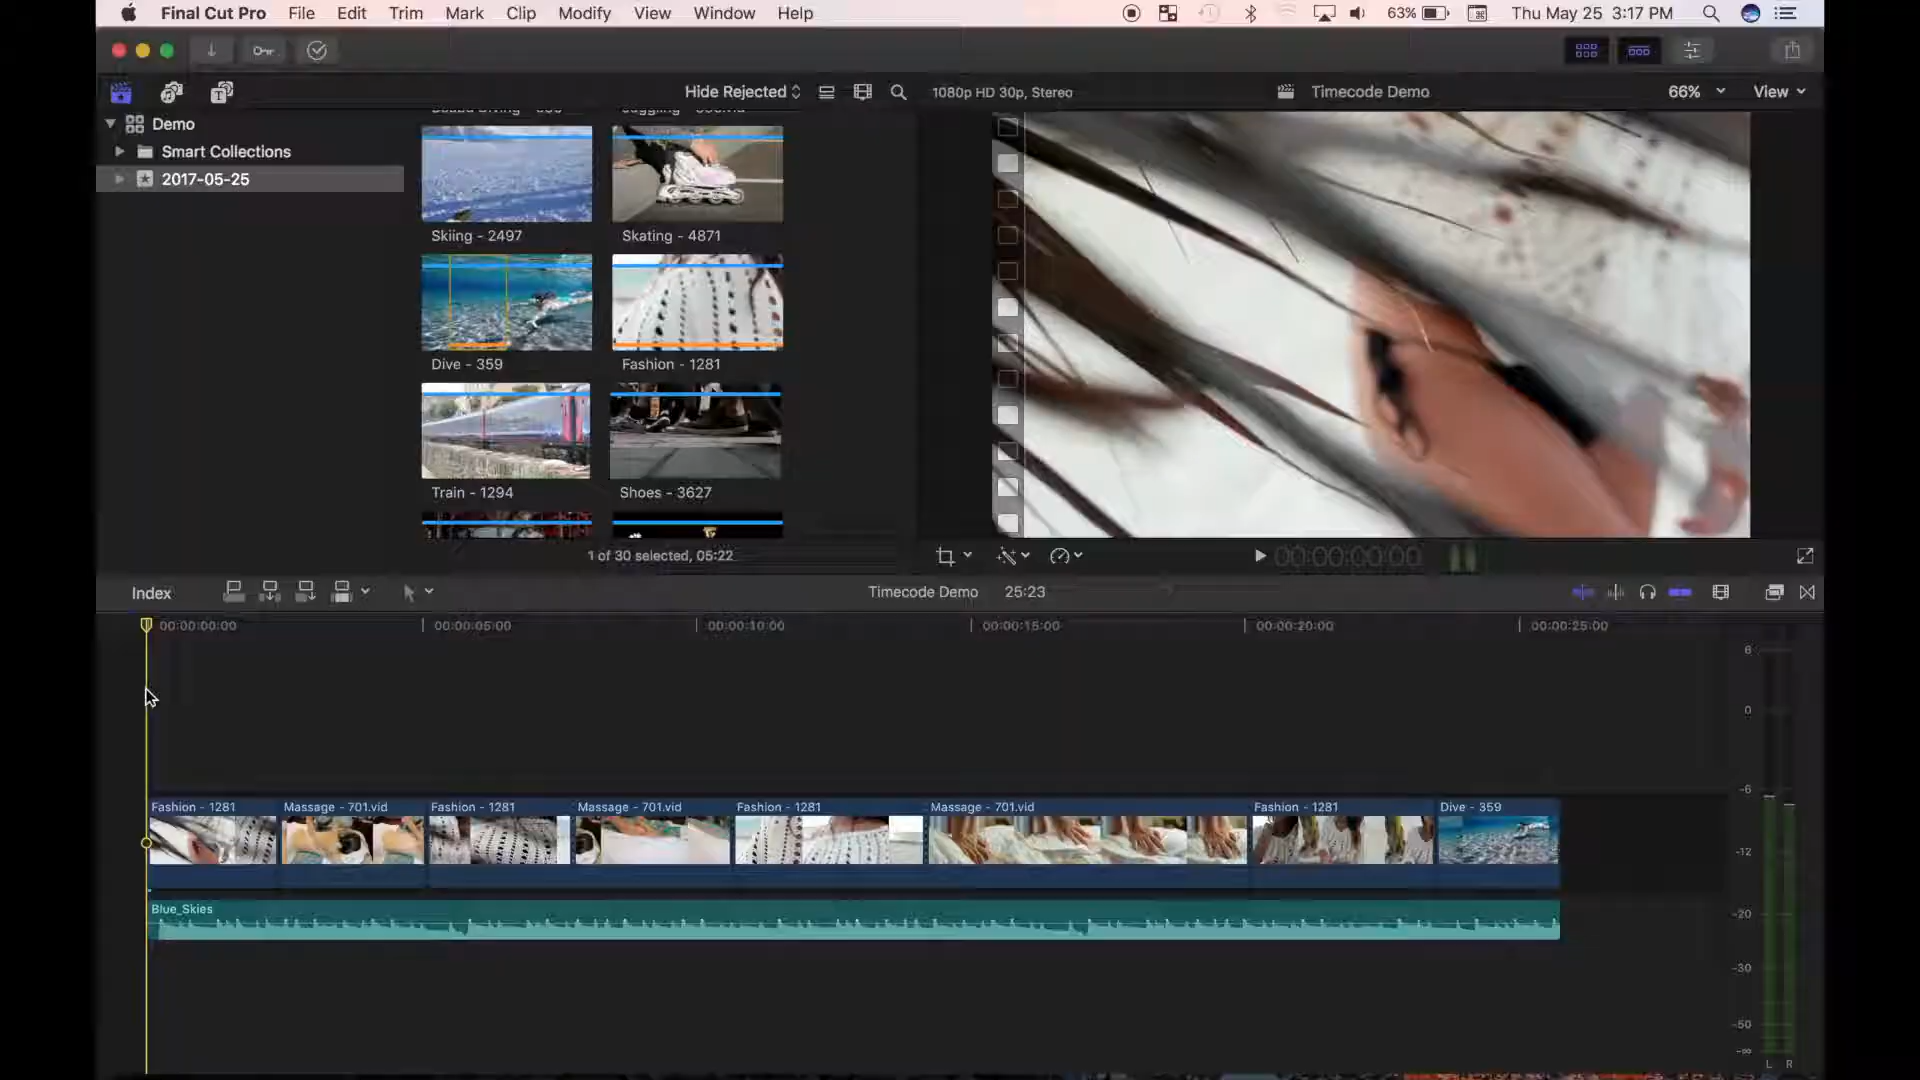 Final Cut Pro File Edit Trim Mark Clip Modify View Window Help 63% Thu May 25 3:17 PM
Hide Rejected 1080p HD 30p, Stereo Timecode Demo 66% View
Demo
Smart Collections
2017-05-25
Skiing - 2497 Skating - 4871
Dive - 359 Fashion - 1281
Train - 1294 Shoes - 3627
1 of 30 selected, 05:22 00:00:00:00
Index Timecode Demo 25:23
00:00:00:00 00:00:05:00 00:00:10:00 00:00:15:00 00:00:20:00 00:00:25:00
6
0
-6
Fashion - 1281 Massage - 701.vid Fashion - 1281 Massage - 701.vid Fashion - 1281 Massage - 701.vid Fashion - 1281 Dive - 359
-12
Blue_Skies
-20
-30
-50
-∞
L R